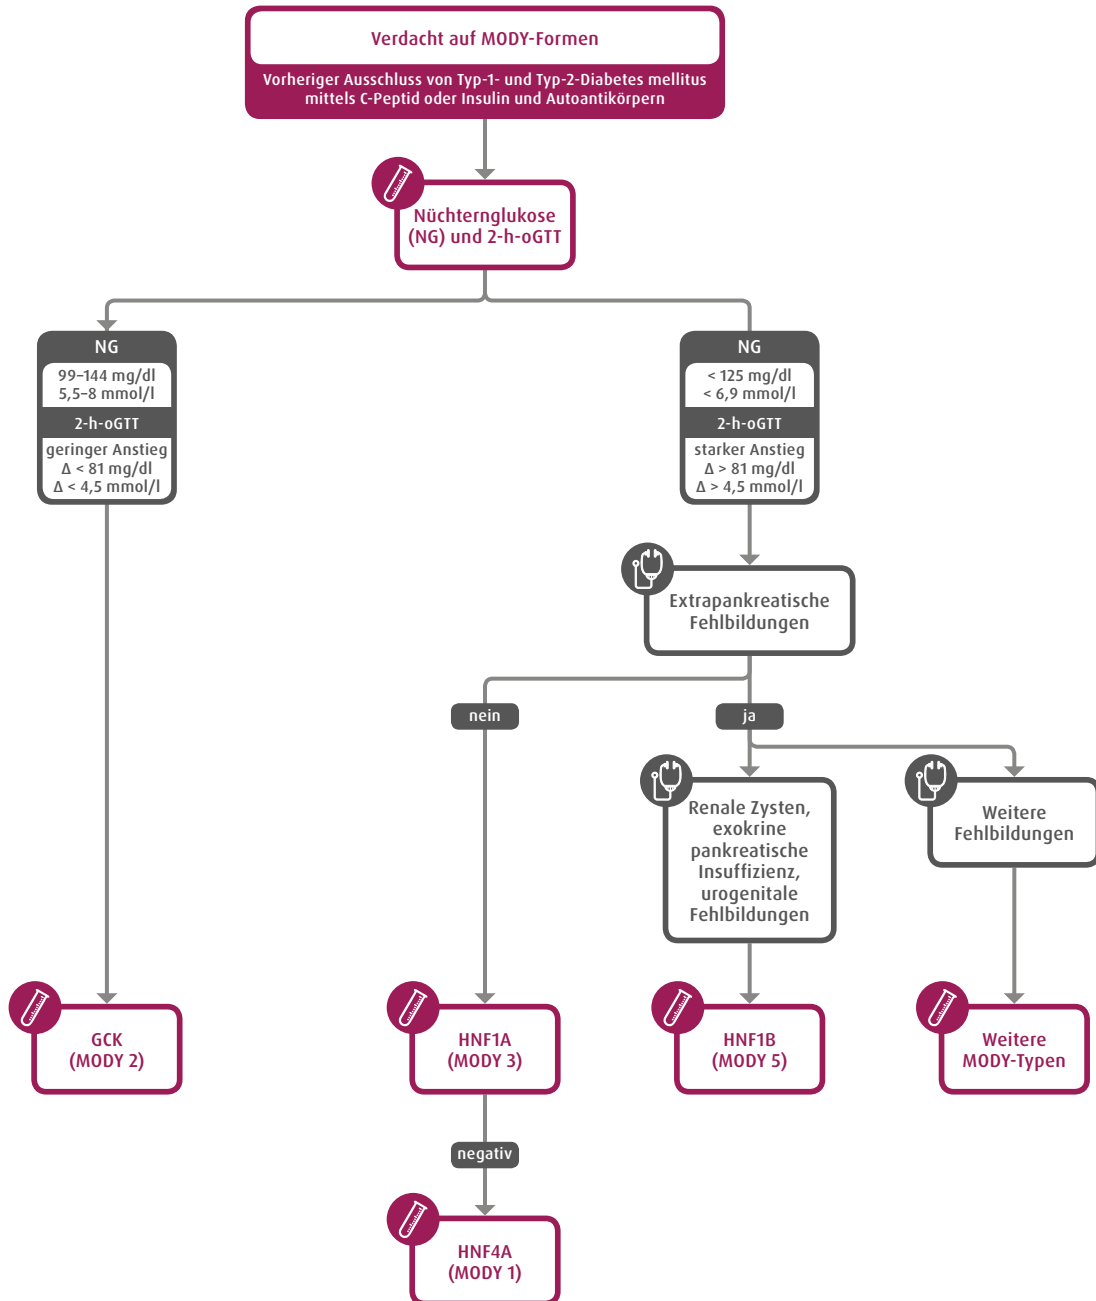 Verdacht auf MODY-Formen
Vorheriger Ausschluss von Typ-1- und Typ-2-Diabetes mellitus
mittels C-Peptid oder Insulin und Autoantikörpern
Nüchternglukose
(NG) und 2-h-oGTT
NG
99–144 mg/dl
5,5–8 mmol/l
2-h-oGTT
geringer Anstieg
Δ < 81 mg/dl
Δ < 4,5 mmol/l
NG
< 125 mg/dl
< 6,9 mmol/l
2-h-oGTT
starker Anstieg
Δ > 81 mg/dl
Δ > 4,5 mmol/l
Extrapankreatische
Fehlbildungen
nein
ja
Renale Zysten,
exokrine
pankreatische
Insuffizienz,
urogenitale
Fehlbildungen
Weitere
Fehlbildungen
GCK
(MODY 2)
HNF1A
(MODY 3)
HNF1B
(MODY 5)
Weitere
MODY-Typen
negativ
HNF4A
(MODY 1)